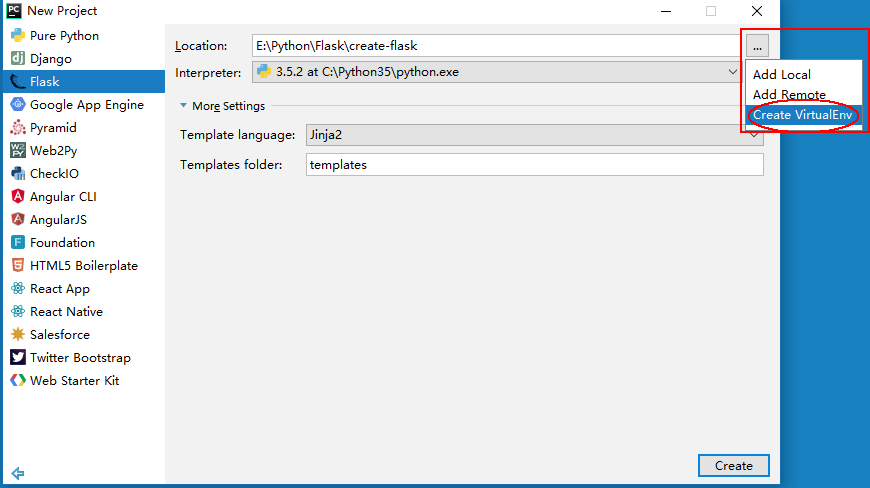 PC New Project
Pure Python
Django
Flask
Google App Engine
Pyramid
Web2Py
CheckIO
Angular CLI
AngularJS
Foundation
HTML5 Boilerplate
React App
React Native
Salesforce
Twitter Bootstrap
Web Starter Kit
Location: E:\Python\Flask\create-flask ...
Interpreter: 3.5.2 at C:\Python35\python.exe
More Settings
Template language: Jinja2
Templates folder: templates
Add Local
Add Remote
Create VirtualEnv
Create